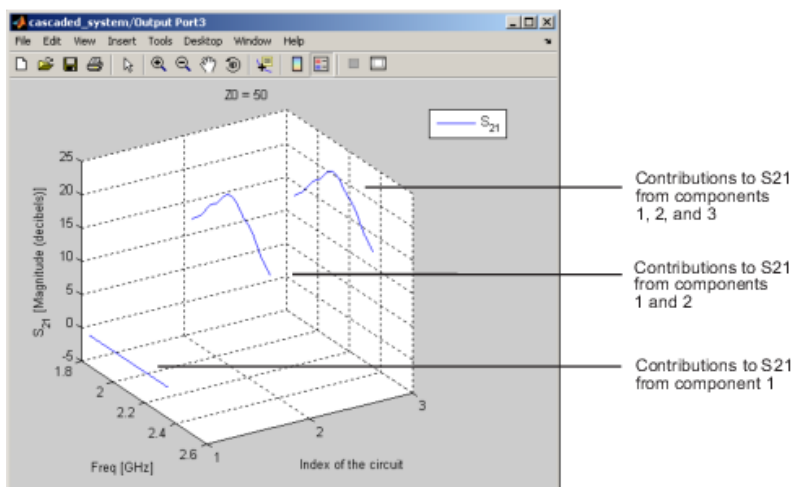 cascaded_system/Output Port3
File Edit View Insert Tools Desktop Window Help
Z0 = 50
S21
25
20
15
10
5
0
-5
S21 [Magnitude (decibels)]
1.8
2
2.2
2.4
2.6
Freq [GHz]
1
2
3
Index of the circuit
Contributions to S21
from components
1, 2, and 3
Contributions to S21
from components
1 and 2
Contributions to S21
from component 1